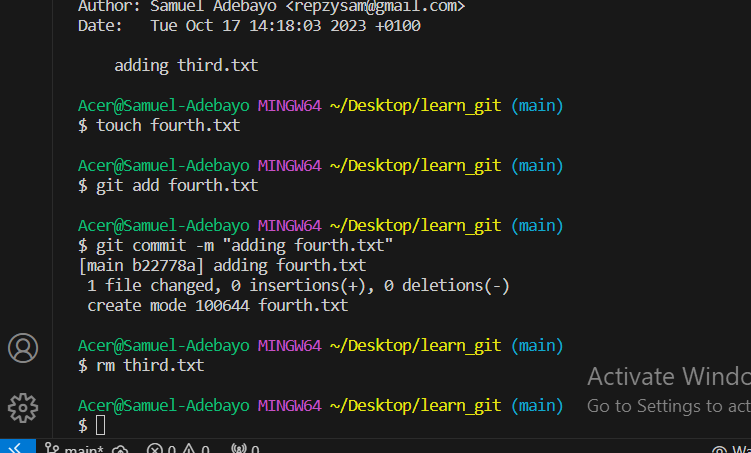 Author: Samuel Adebayo <repzysam@gmail.com>
Date:   Tue Oct 17 14:18:03 2023 +0100
    adding third.txt
Acer@Samuel-Adebayo MINGW64 ~/Desktop/learn_git (main)
$ touch fourth.txt
Acer@Samuel-Adebayo MINGW64 ~/Desktop/learn_git (main)
$ git add fourth.txt
Acer@Samuel-Adebayo MINGW64 ~/Desktop/learn_git (main)
$ git commit -m "adding fourth.txt"
[main b22778a] adding fourth.txt
 1 file changed, 0 insertions(+), 0 deletions(-)
 create mode 100644 fourth.txt
Acer@Samuel-Adebayo MINGW64 ~/Desktop/learn_git (main)
$ rm third.txt
Activate Windo
Acer@Samuel-Adebayo MINGW64 ~/Desktop/learn_git (main)
Go to Settings to act
$
main* 0 0 0